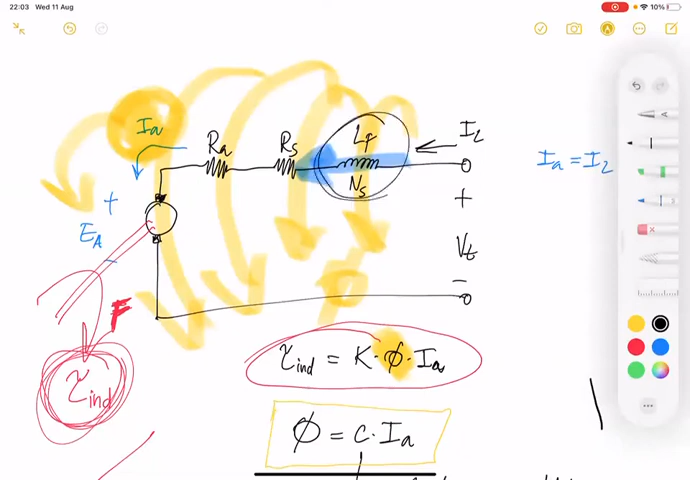 22:03 Wed 11 Aug
10%
Ia
Ra
Rs
Lf
Ns
IL
Ia = IL
+
EA
-
+
Vt
-
F
τind
τind = K · φ · Ia
φ = c · Ia